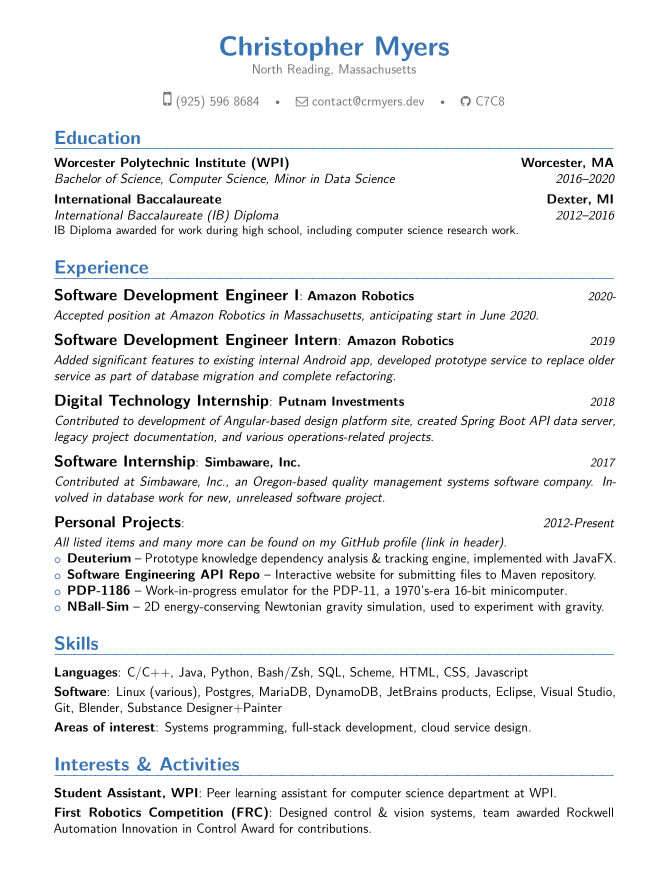 Christopher Myers
North Reading, Massachusetts
(925) 596 8684 • contact@crmyers.dev • C7C8
Education
Worcester Polytechnic Institute (WPI) Worcester, MA
Bachelor of Science, Computer Science, Minor in Data Science 2016–2020
International Baccalaureate Dexter, MI
International Baccalaureate (IB) Diploma 2012–2016
IB Diploma awarded for work during high school, including computer science research work.
Experience
Software Development Engineer I: Amazon Robotics 2020-
Accepted position at Amazon Robotics in Massachusetts, anticipating start in June 2020.
Software Development Engineer Intern: Amazon Robotics 2019
Added significant features to existing internal Android app, developed prototype service to replace older
service as part of database migration and complete refactoring.
Digital Technology Internship: Putnam Investments 2018
Contributed to development of Angular-based design platform site, created Spring Boot API data server,
legacy project documentation, and various operations-related projects.
Software Internship: Simbaware, Inc. 2017
Contributed at Simbaware, Inc., an Oregon-based quality management systems software company. In-
volved in database work for new, unreleased software project.
Personal Projects: 2012-Present
All listed items and many more can be found on my GitHub profile (link in header).
o Deuterium – Prototype knowledge dependency analysis & tracking engine, implemented with JavaFX.
o Software Engineering API Repo – Interactive website for submitting files to Maven repository.
o PDP-1186 – Work-in-progress emulator for the PDP-11, a 1970's-era 16-bit minicomputer.
o NBall-Sim – 2D energy-conserving Newtonian gravity simulation, used to experiment with gravity.
Skills
Languages: C/C++, Java, Python, Bash/Zsh, SQL, Scheme, HTML, CSS, Javascript
Software: Linux (various), Postgres, MariaDB, DynamoDB, JetBrains products, Eclipse, Visual Studio,
Git, Blender, Substance Designer+Painter
Areas of interest: Systems programming, full-stack development, cloud service design.
Interests & Activities
Student Assistant, WPI: Peer learning assistant for computer science department at WPI.
First Robotics Competition (FRC): Designed control & vision systems, team awarded Rockwell
Automation Innovation in Control Award for contributions.